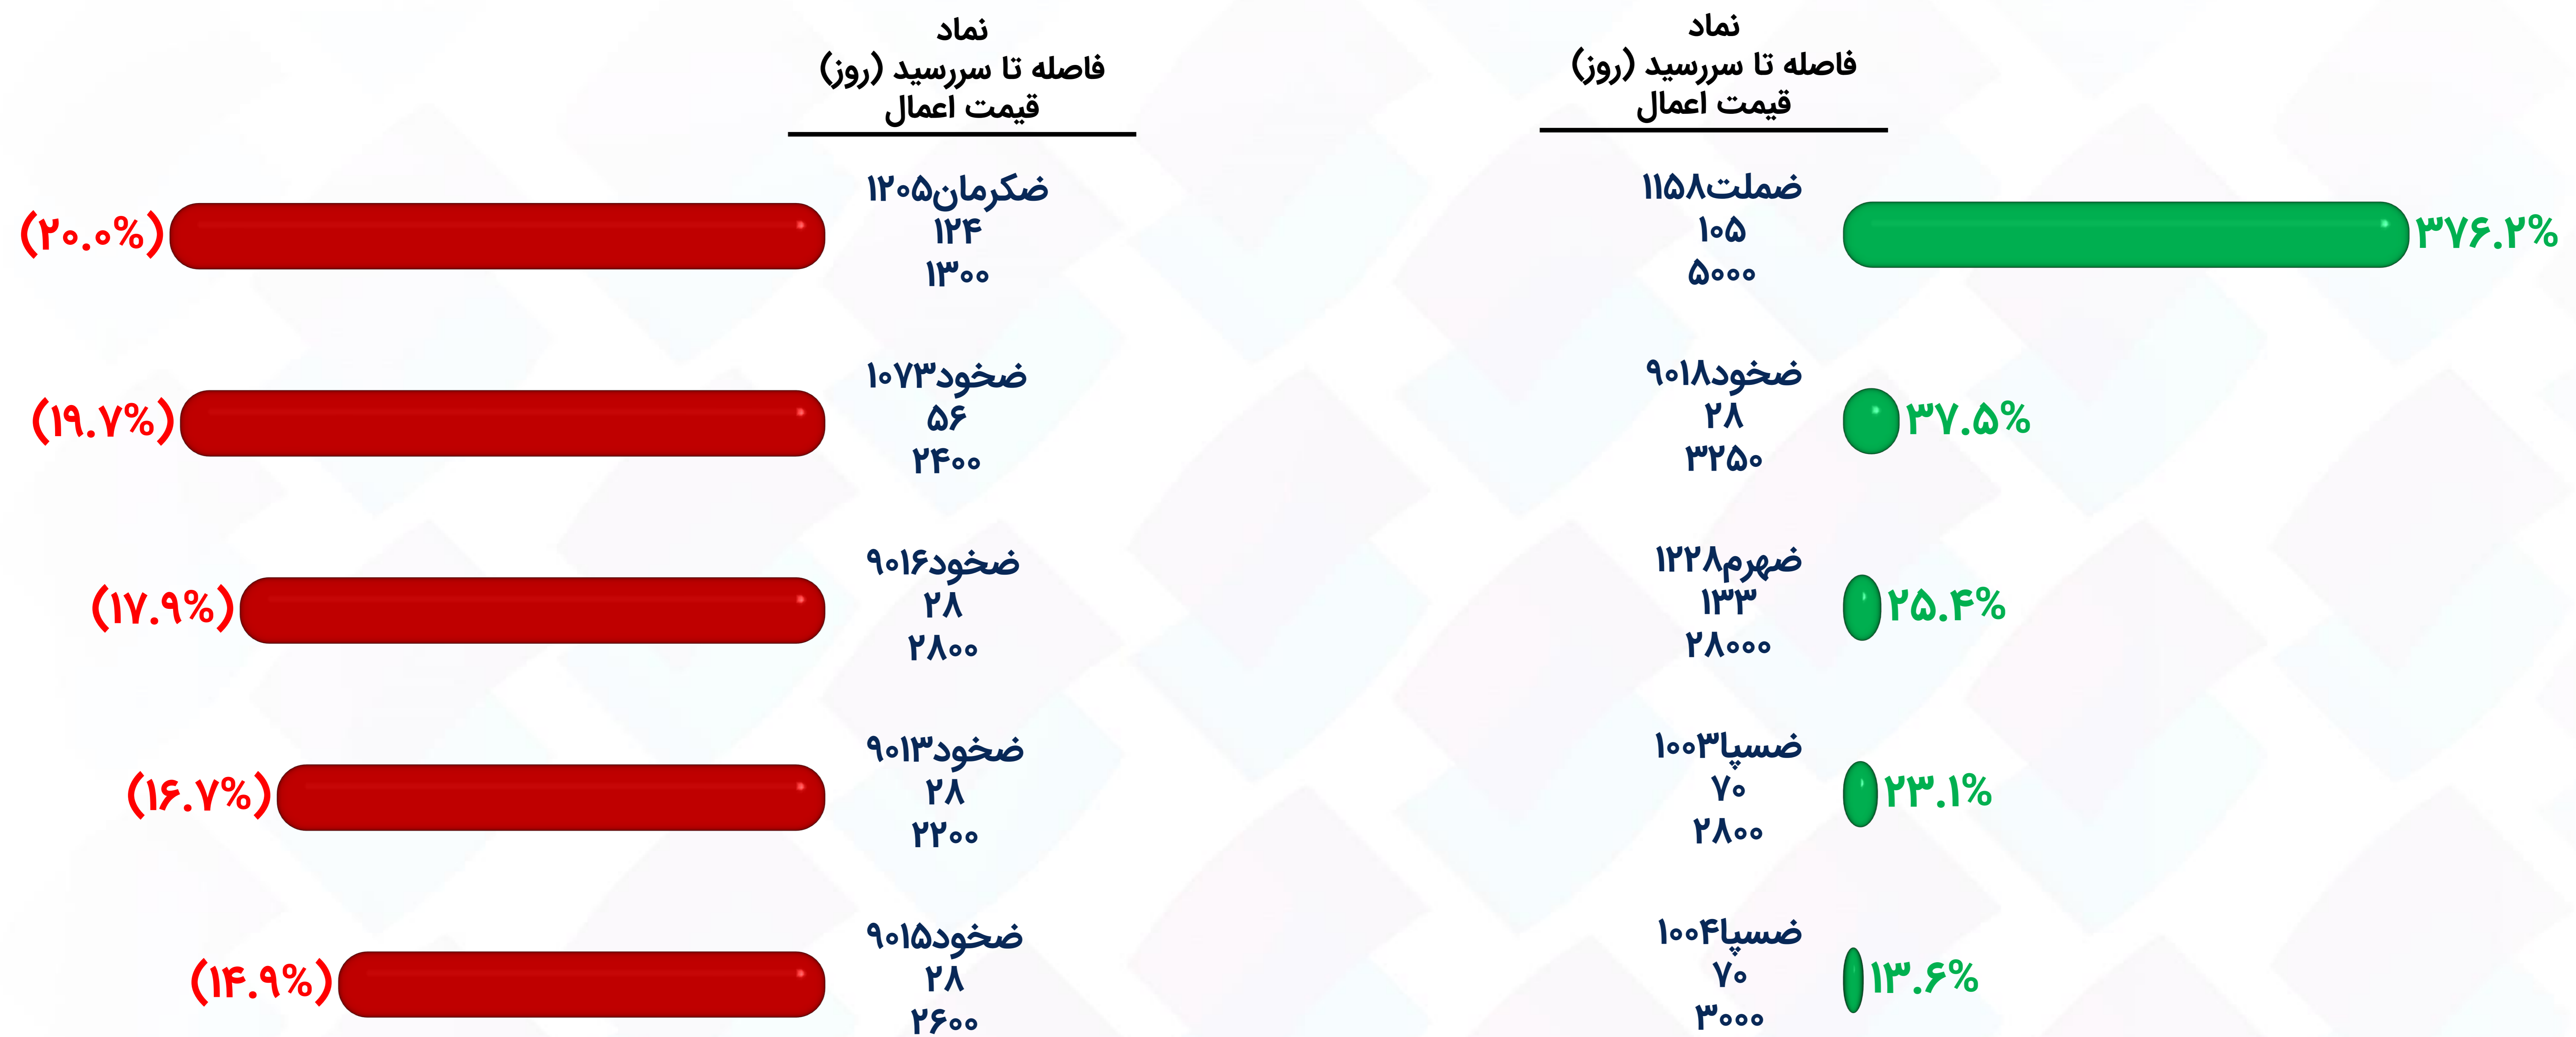 نماد
فاصله تا سررسید (روز)
قیمت اعمال
ضملت۱۱۵۸
۱۰۵
۵۰۰۰
۳۷۶.۲%
ضخود۹۰۱۸
۲۸
۳۲۵۰
۳۷.۵%
ضهرم۱۲۲۸
۱۳۳
۲۸۰۰۰
۲۵.۴%
ضسپا۱۰۰۳
۷۰
۲۸۰۰
۲۳.۱%
ضسپا۱۰۰۴
۷۰
۳۰۰۰
۱۳.۶%
نماد
فاصله تا سررسید (روز)
قیمت اعمال
ضکرمان۱۲۰۵
۱۲۴
۱۳۰۰
(۲۰.۰%)
ضخود۱۰۷۳
۵۶
۲۴۰۰
(۱۹.۷%)
ضخود۹۰۱۶
۲۸
۲۸۰۰
(۱۷.۹%)
ضخود۹۰۱۳
۲۸
۲۲۰۰
(۱۶.۷%)
ضخود۹۰۱۵
۲۸
۲۶۰۰
(۱۴.۹%)